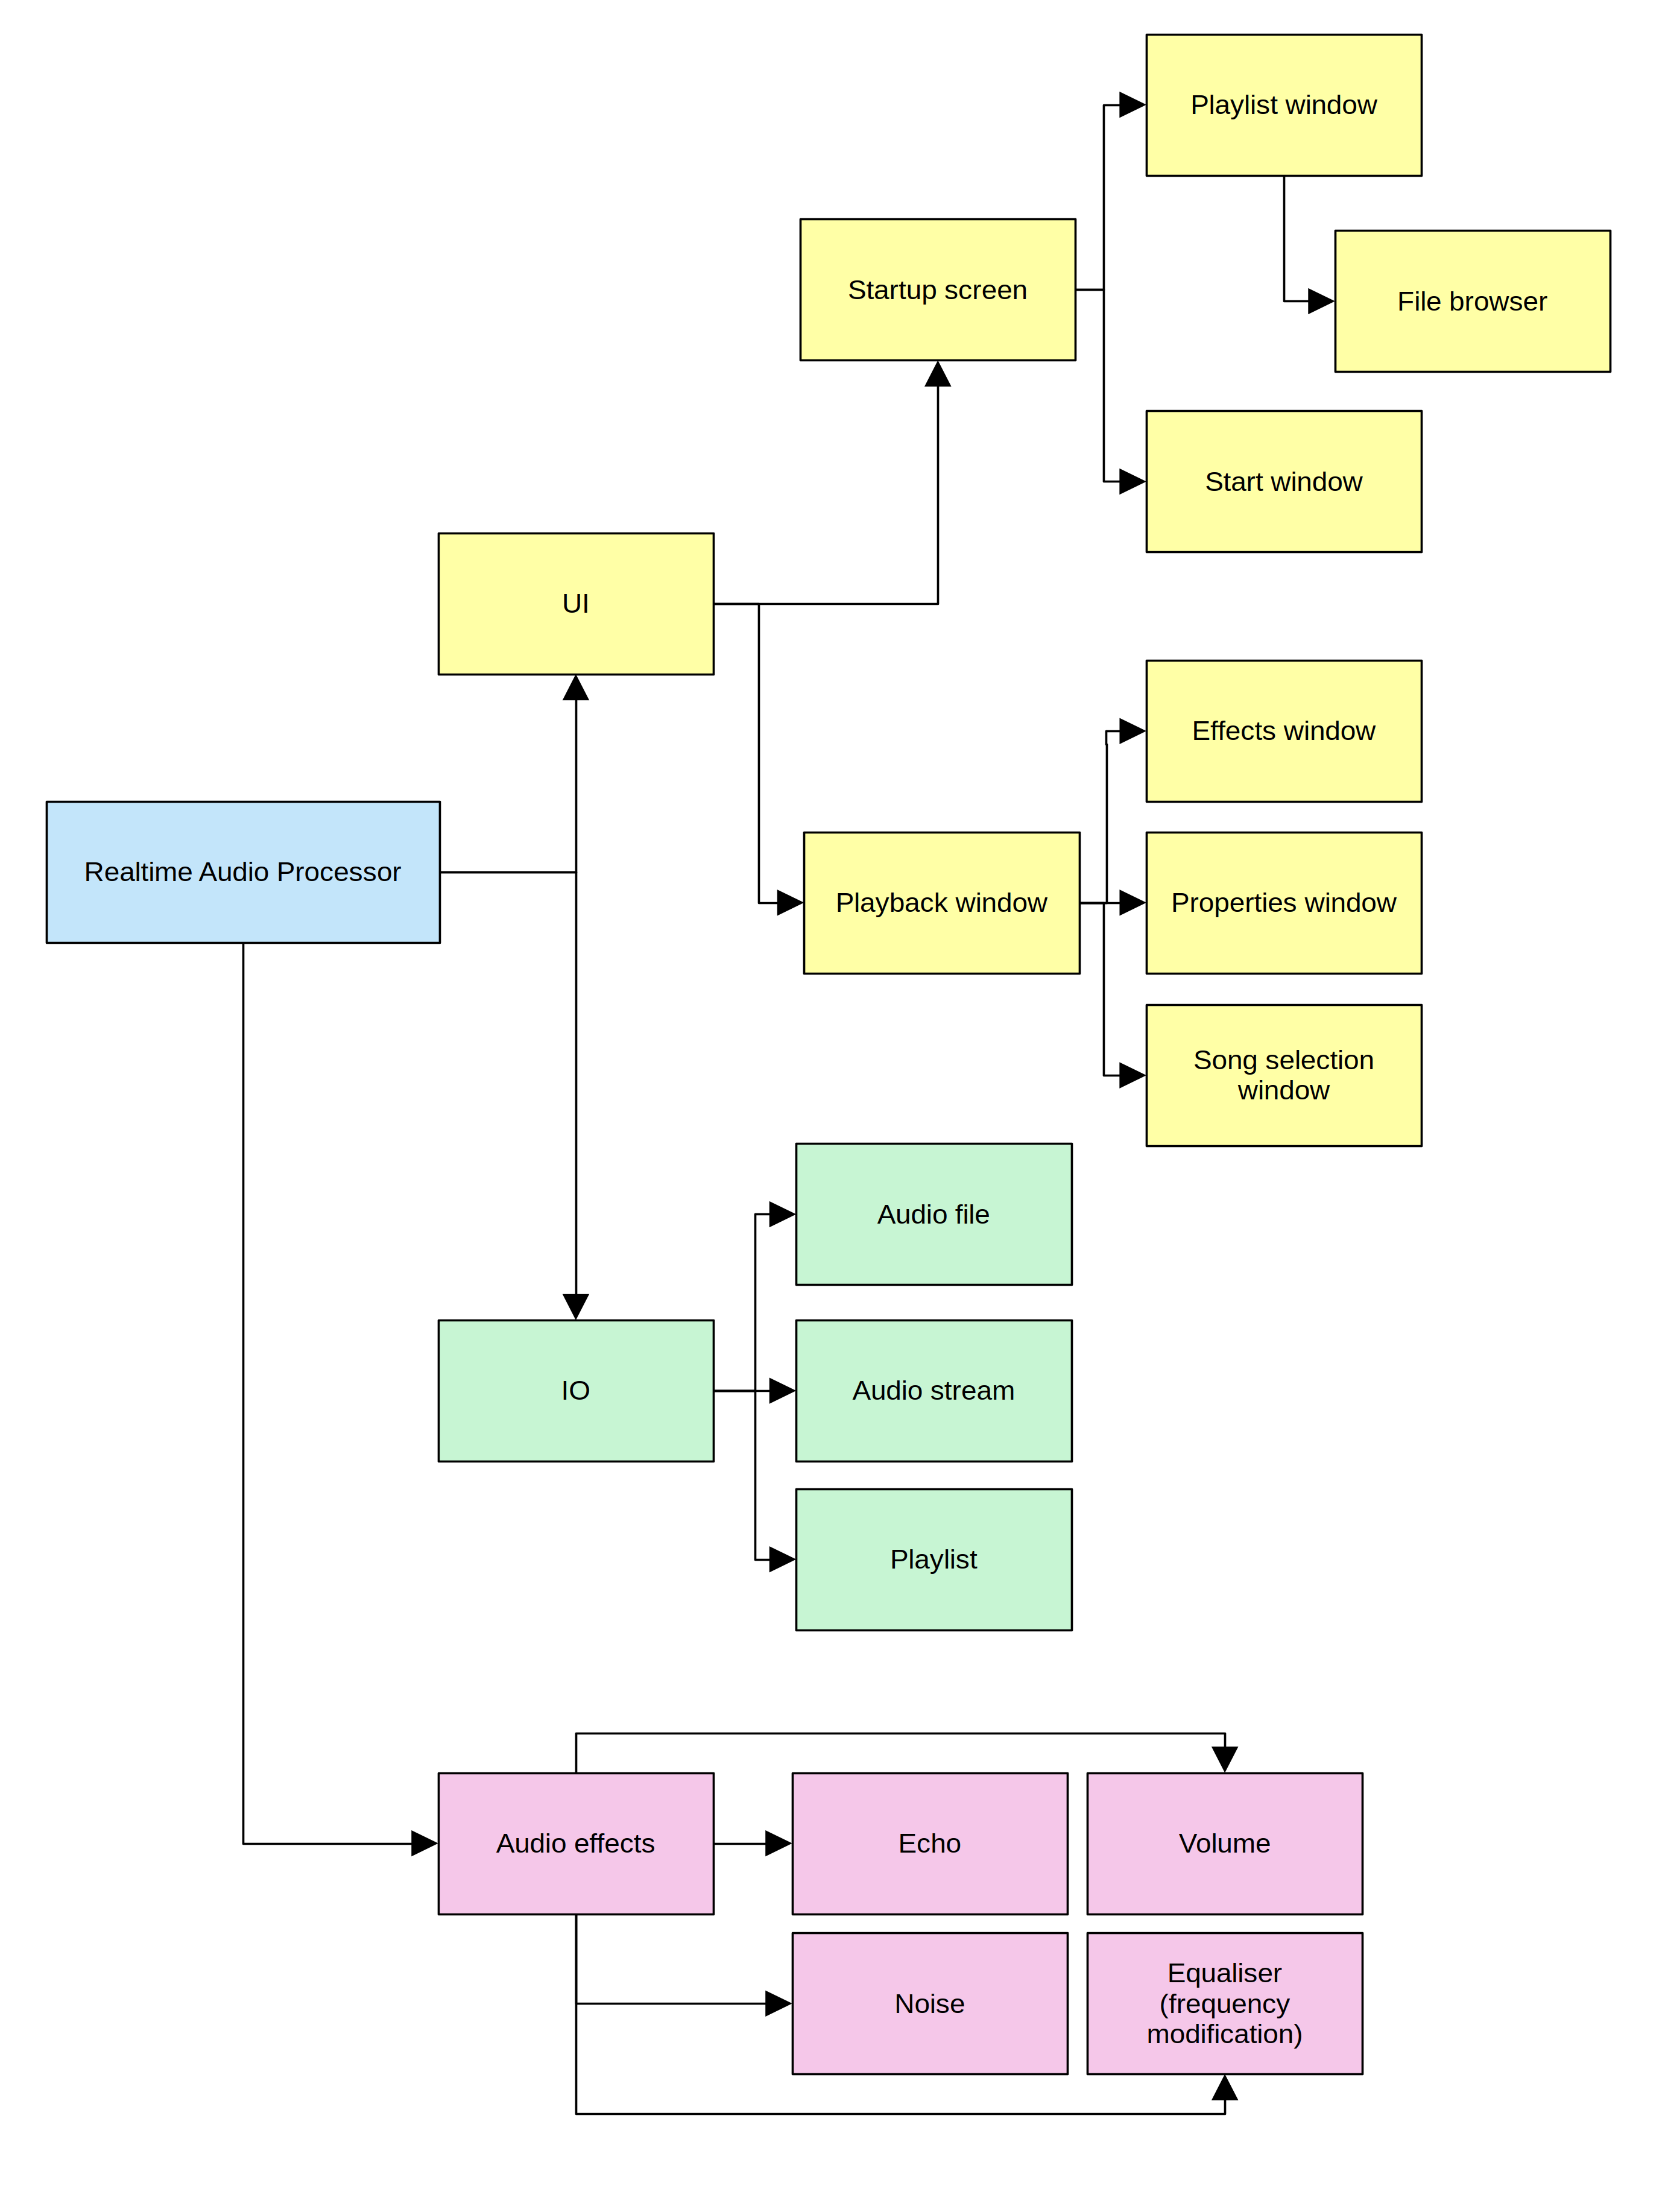 Playlist window
Startup screen
File browser
Start window
UI
Effects window
Realtime Audio Processor
Playback window
Properties window
Song selection
window
Audio file
IO
Audio stream
Playlist
Audio effects
Echo
Volume
Noise
Equaliser
(frequency
modification)